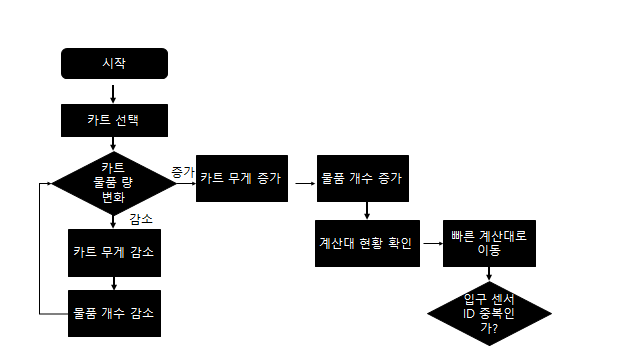 시작
카트 선택
카트
물품 량
변화
증가
카트 무게 증가
물품 개수 증가
감소
카트 무게 감소
물품 개수 감소
계산대 현황 확인
빠른 계산대로
이동
입구 센서
ID 중복인
가?